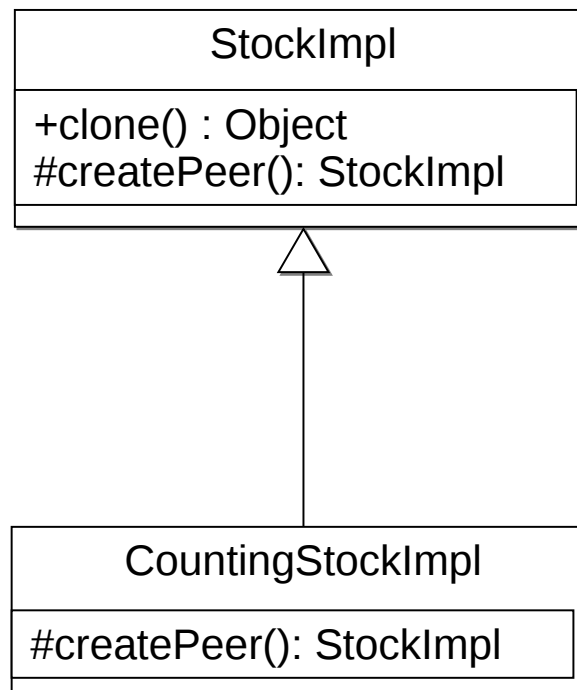 StockImpl
+clone() : Object
#createPeer(): StockImpl
CountingStockImpl
#createPeer(): StockImpl